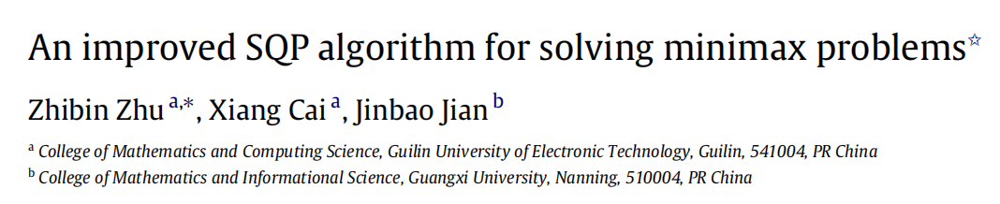 An improved SQP algorithm for solving minimax problems☆
Zhibin Zhu a,*, Xiang Cai a, Jinbao Jian b
a College of Mathematics and Computing Science, Guilin University of Electronic Technology, Guilin, 541004, PR China
b College of Mathematics and Informational Science, Guangxi University, Nanning, 510004, PR China